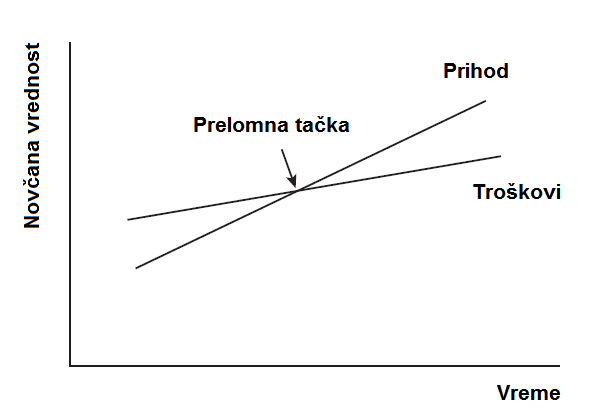 Novčana vrednost
Prihod
Prelomna tačka
Troškovi
Vreme